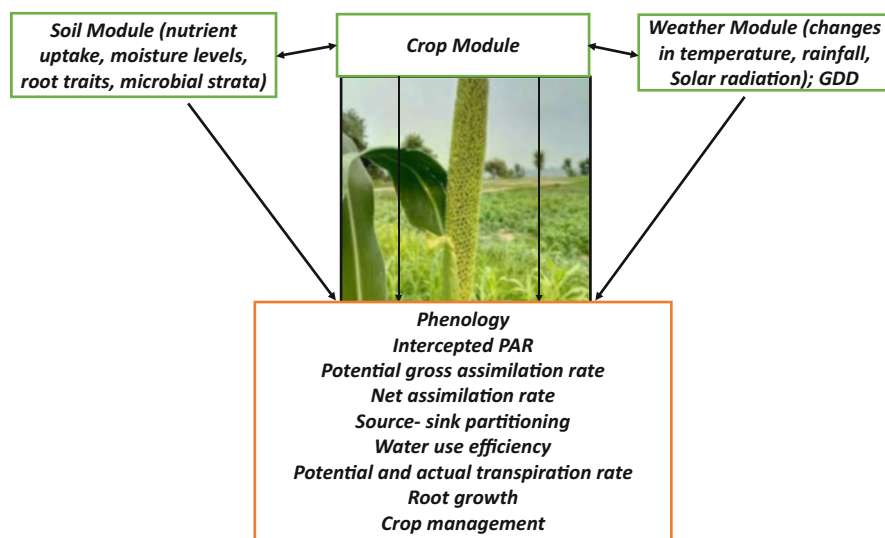 Soil Module (nutrient
uptake, moisture levels,
root traits, microbial strata)
Crop Module
Weather Module (changes
in temperature, rainfall,
Solar radiation); GDD
Phenology
Intercepted PAR
Potential gross assimilation rate
Net assimilation rate
Source- sink partitioning
Water use efficiency
Potential and actual transpiration rate
Root growth
Crop management